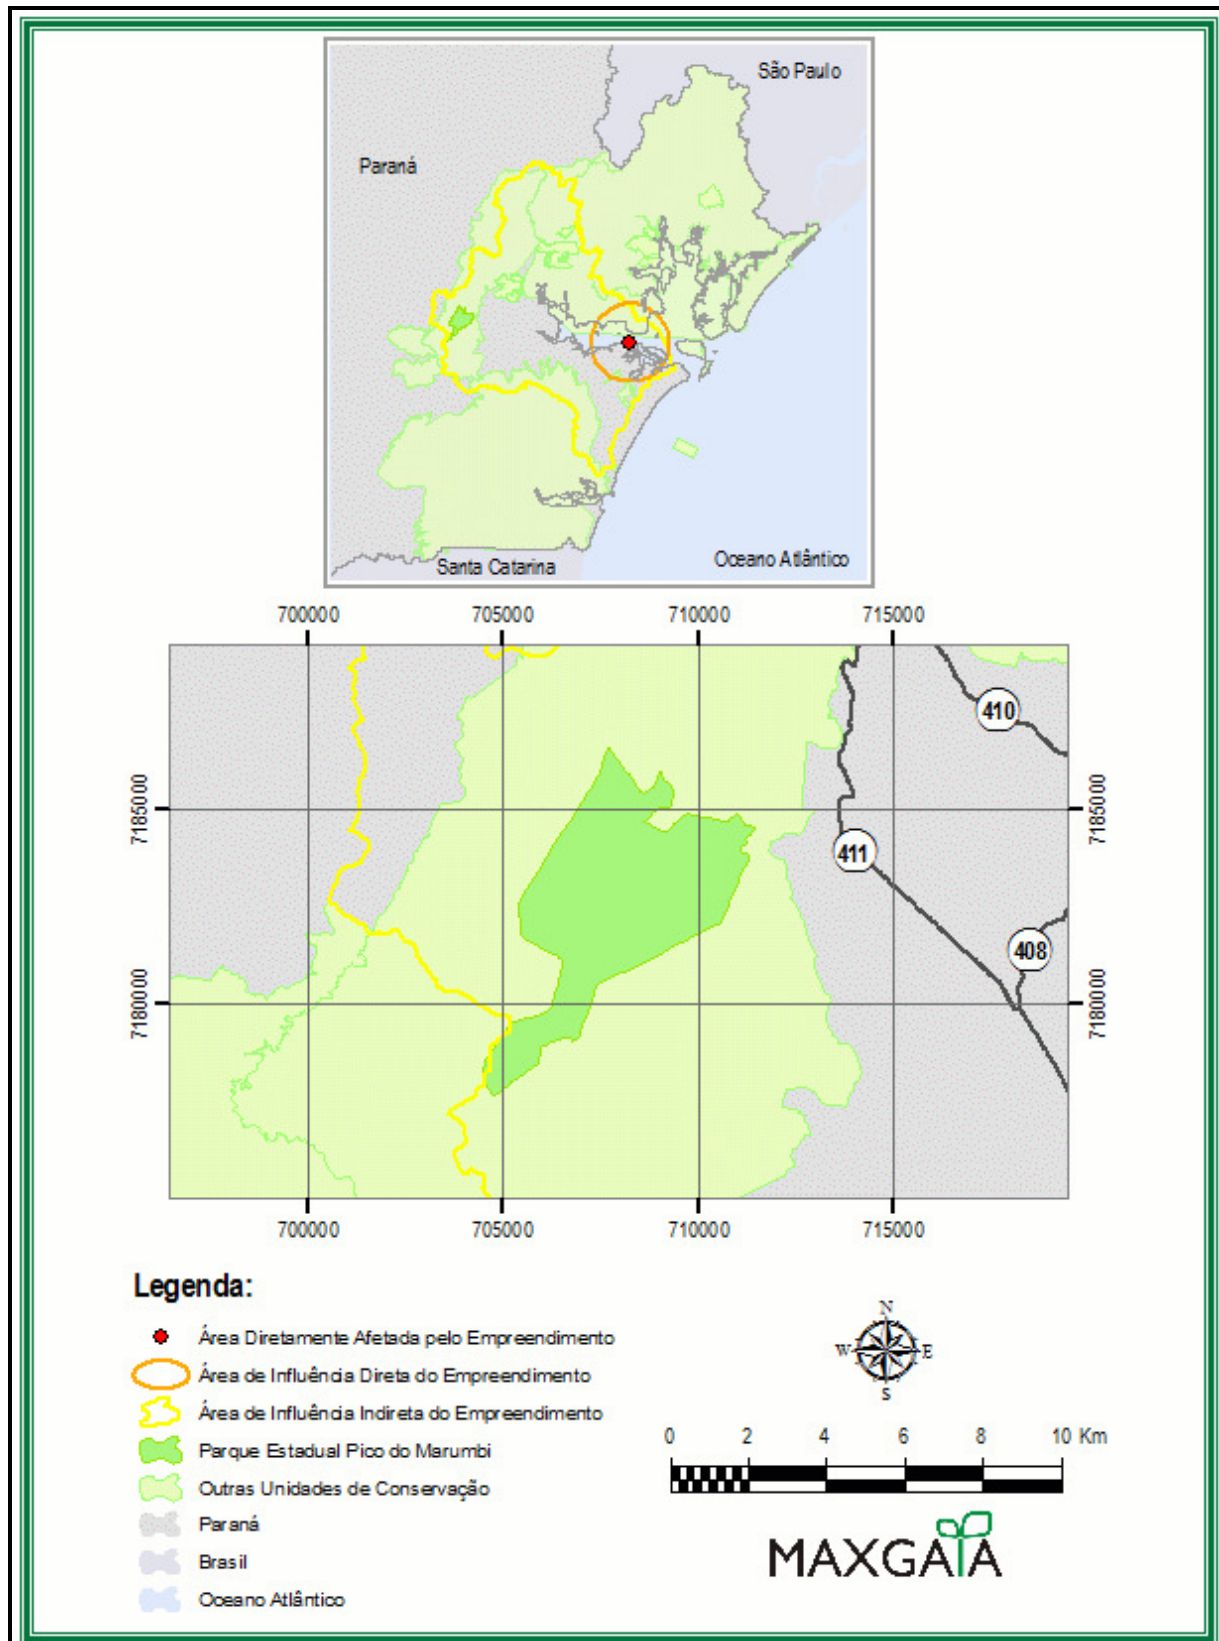 São Paulo
Paraná
Santa Catarina
Oceano Atlântico
700000 705000 710000 715000
410
7185000 7185000
411
408
7180000 7180000
700000 705000 710000 715000
Legenda:
Área Diretamente Afetada pelo Empreendimento
Área de Influência Direta do Empreendimento
Área de Influência Indireta do Empreendimento
Parque Estadual Pico do Marumbi
Outras Unidades de Conservação
Paraná
Brasil
Oceano Atlântico
N
W E
S
0 2 4 6 8 10 Km
MAXGAIA